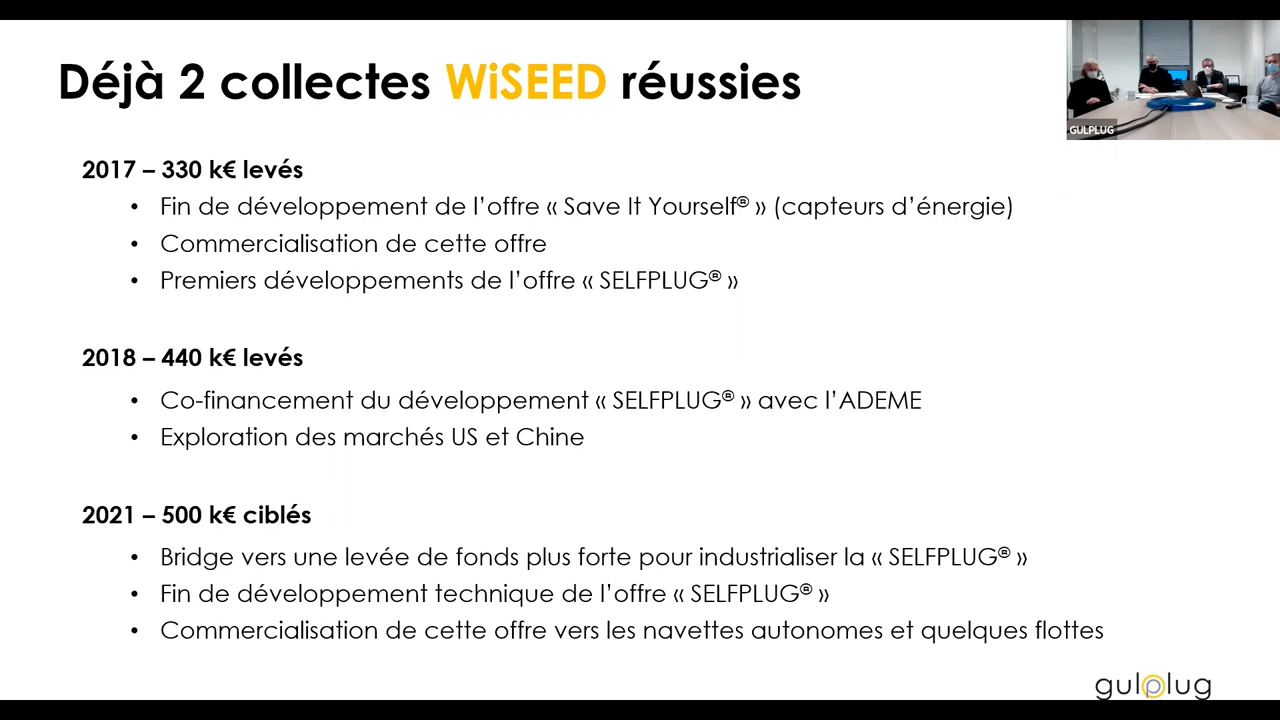 Déjà 2 collectes WiSEED réussies
GULPLUG
2017 – 330 k€ levés
• Fin de développement de l’offre « Save It Yourself® » (capteurs d’énergie)
• Commercialisation de cette offre
• Premiers développements de l’offre « SELFPLUG® »
2018 – 440 k€ levés
• Co-financement du développement « SELFPLUG® » avec l’ADEME
• Exploration des marchés US et Chine
2021 – 500 k€ ciblés
• Bridge vers une levée de fonds plus forte pour industrialiser la « SELFPLUG® »
• Fin de développement technique de l’offre « SELFPLUG® »
• Commercialisation de cette offre vers les navettes autonomes et quelques flottes
gulplug